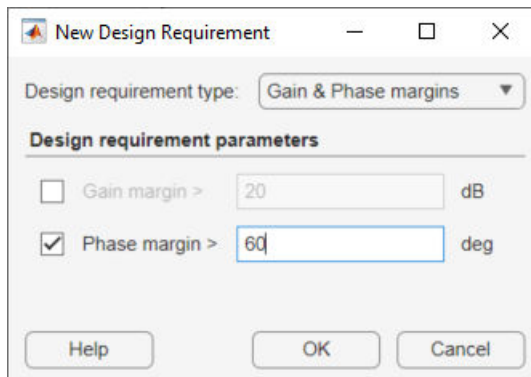 New Design Requirement
Design requirement type: Gain & Phase margins
Design requirement parameters
Gain margin > 20 dB
Phase margin > 60 deg
Help OK Cancel